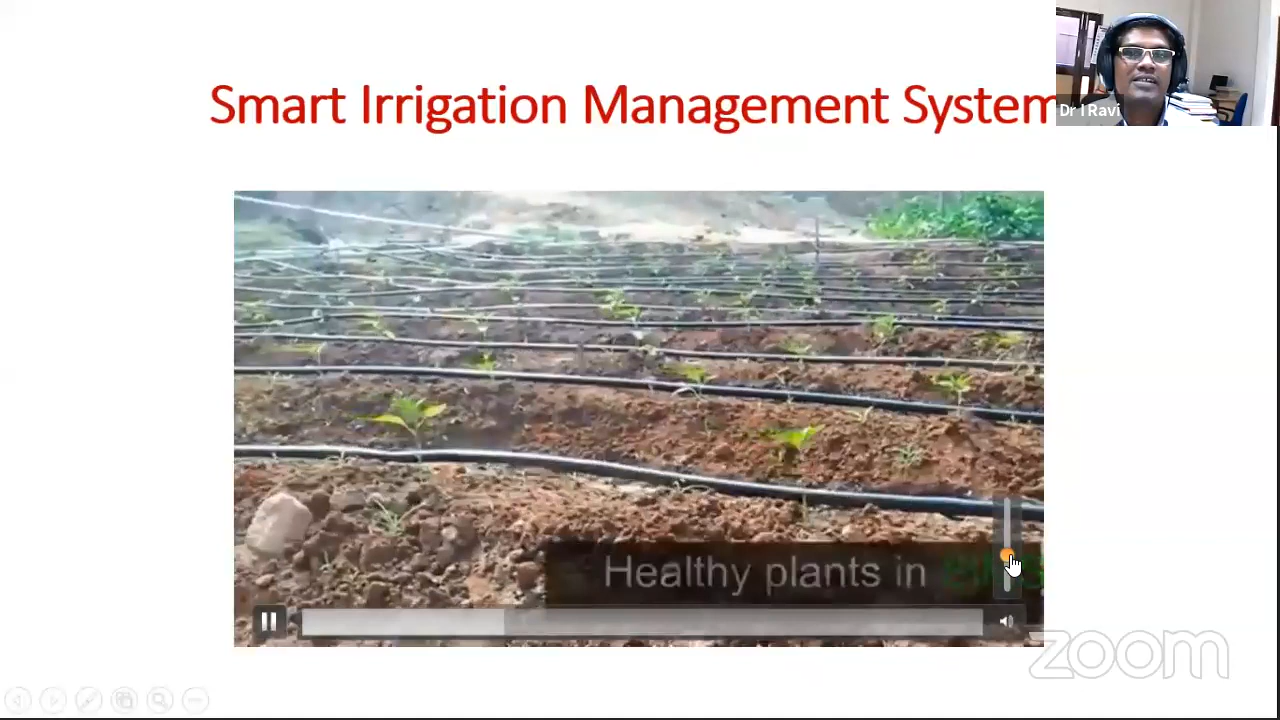 Smart Irrigation Management System
Dr I Ravi
Healthy plants in
zoom